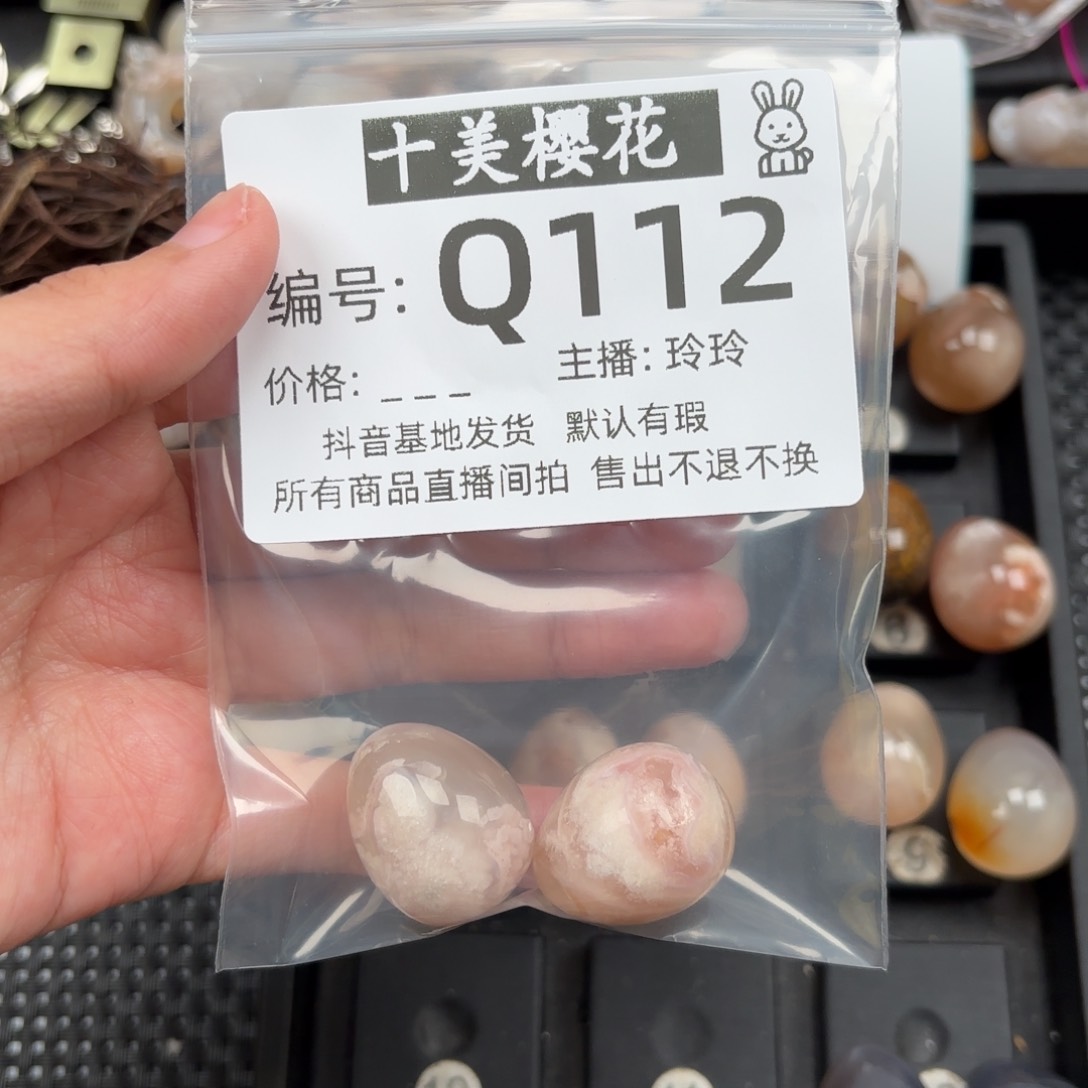 十美樱花
编号: Q112
价格: _ _ _ 主播: 玲玲
抖音基地发货 默认有瑕
所有商品直播间拍 售出不退不换